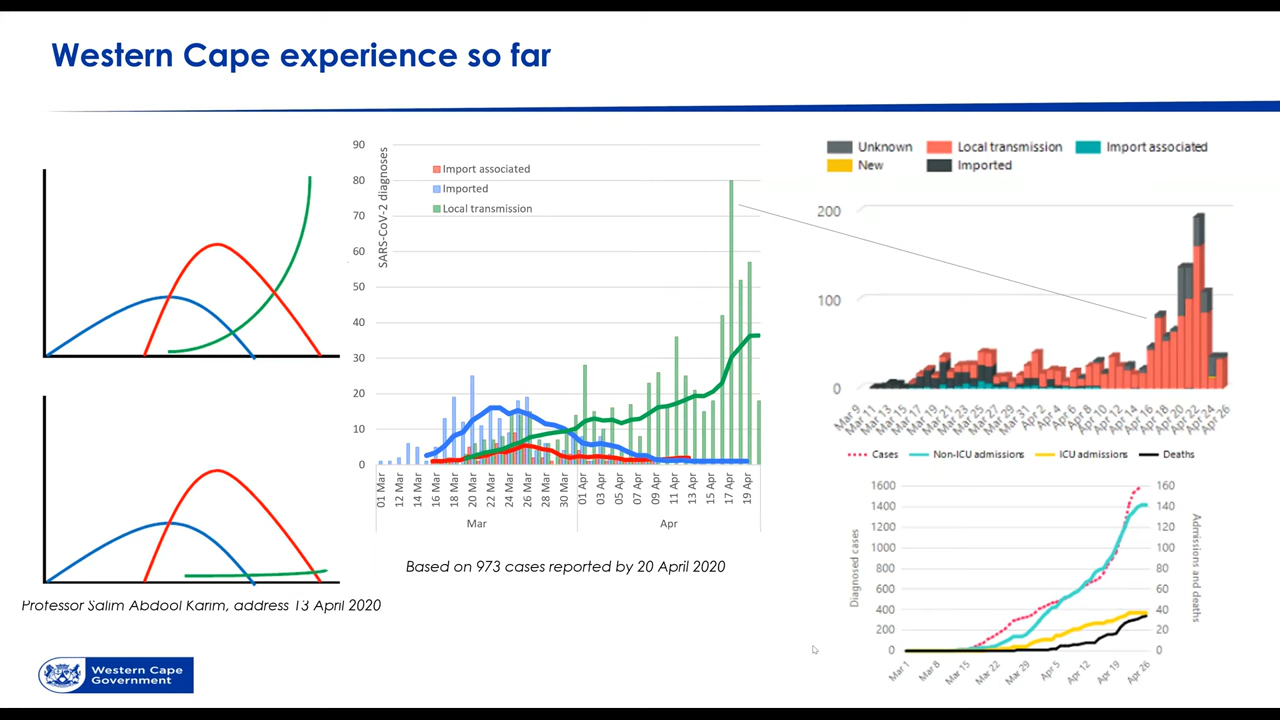 Western Cape experience so far
90
80
70
60
50
40
30
20
10
0
SARS-CoV-2 diagnoses
Import associated
Imported
Local transmission
01 Mar
12 Mar
14 Mar
16 Mar
18 Mar
20 Mar
22 Mar
24 Mar
26 Mar
28 Mar
30 Mar
01 Apr
03 Apr
05 Apr
07 Apr
09 Apr
11 Apr
13 Apr
15 Apr
17 Apr
19 Apr
Mar
Apr
Based on 973 cases reported by 20 April 2020
Professor Salim Abdool Karim, address 13 April 2020
Unknown Local transmission Import associated
New Imported
200
100
0
Mar 9
Mar 11
Mar 13
Mar 15
Mar 17
Mar 19
Mar 21
Mar 23
Mar 25
Mar 27
Mar 29
Mar 31
Apr 2
Apr 4
Apr 6
Apr 8
Apr 10
Apr 12
Apr 14
Apr 16
Apr 18
Apr 20
Apr 22
Apr 24
Apr 26
Cases Non-ICU admissions ICU admissions Deaths
1600
1400
1200
1000
800
600
400
200
0
Diagnosed cases
160
140
120
100
80
60
40
20
0
Admissions and deaths
Mar 1
Mar 8
Mar 15
Mar 22
Mar 29
Apr 5
Apr 12
Apr 19
Apr 26
Western Cape
Government